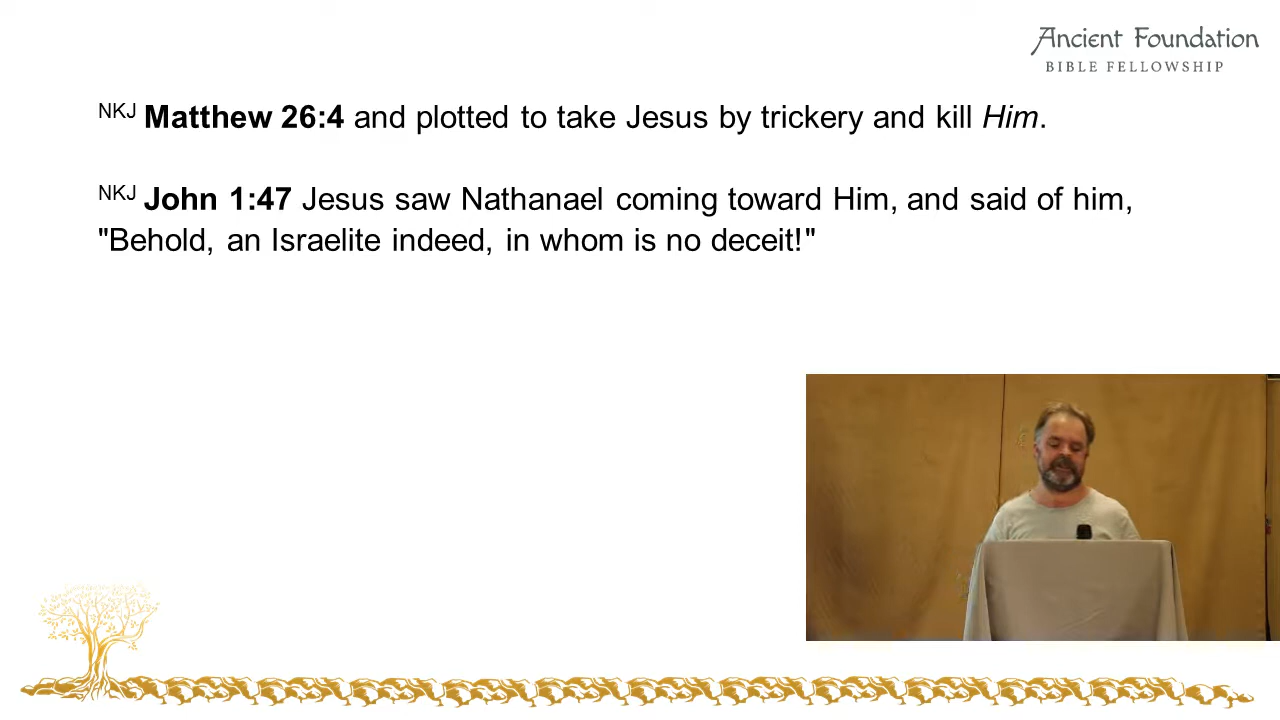 Ancient Foundation
BIBLE FELLOWSHIP
NKJ Matthew 26:4 and plotted to take Jesus by trickery and kill Him.
NKJ John 1:47 Jesus saw Nathanael coming toward Him, and said of him,
"Behold, an Israelite indeed, in whom is no deceit!"